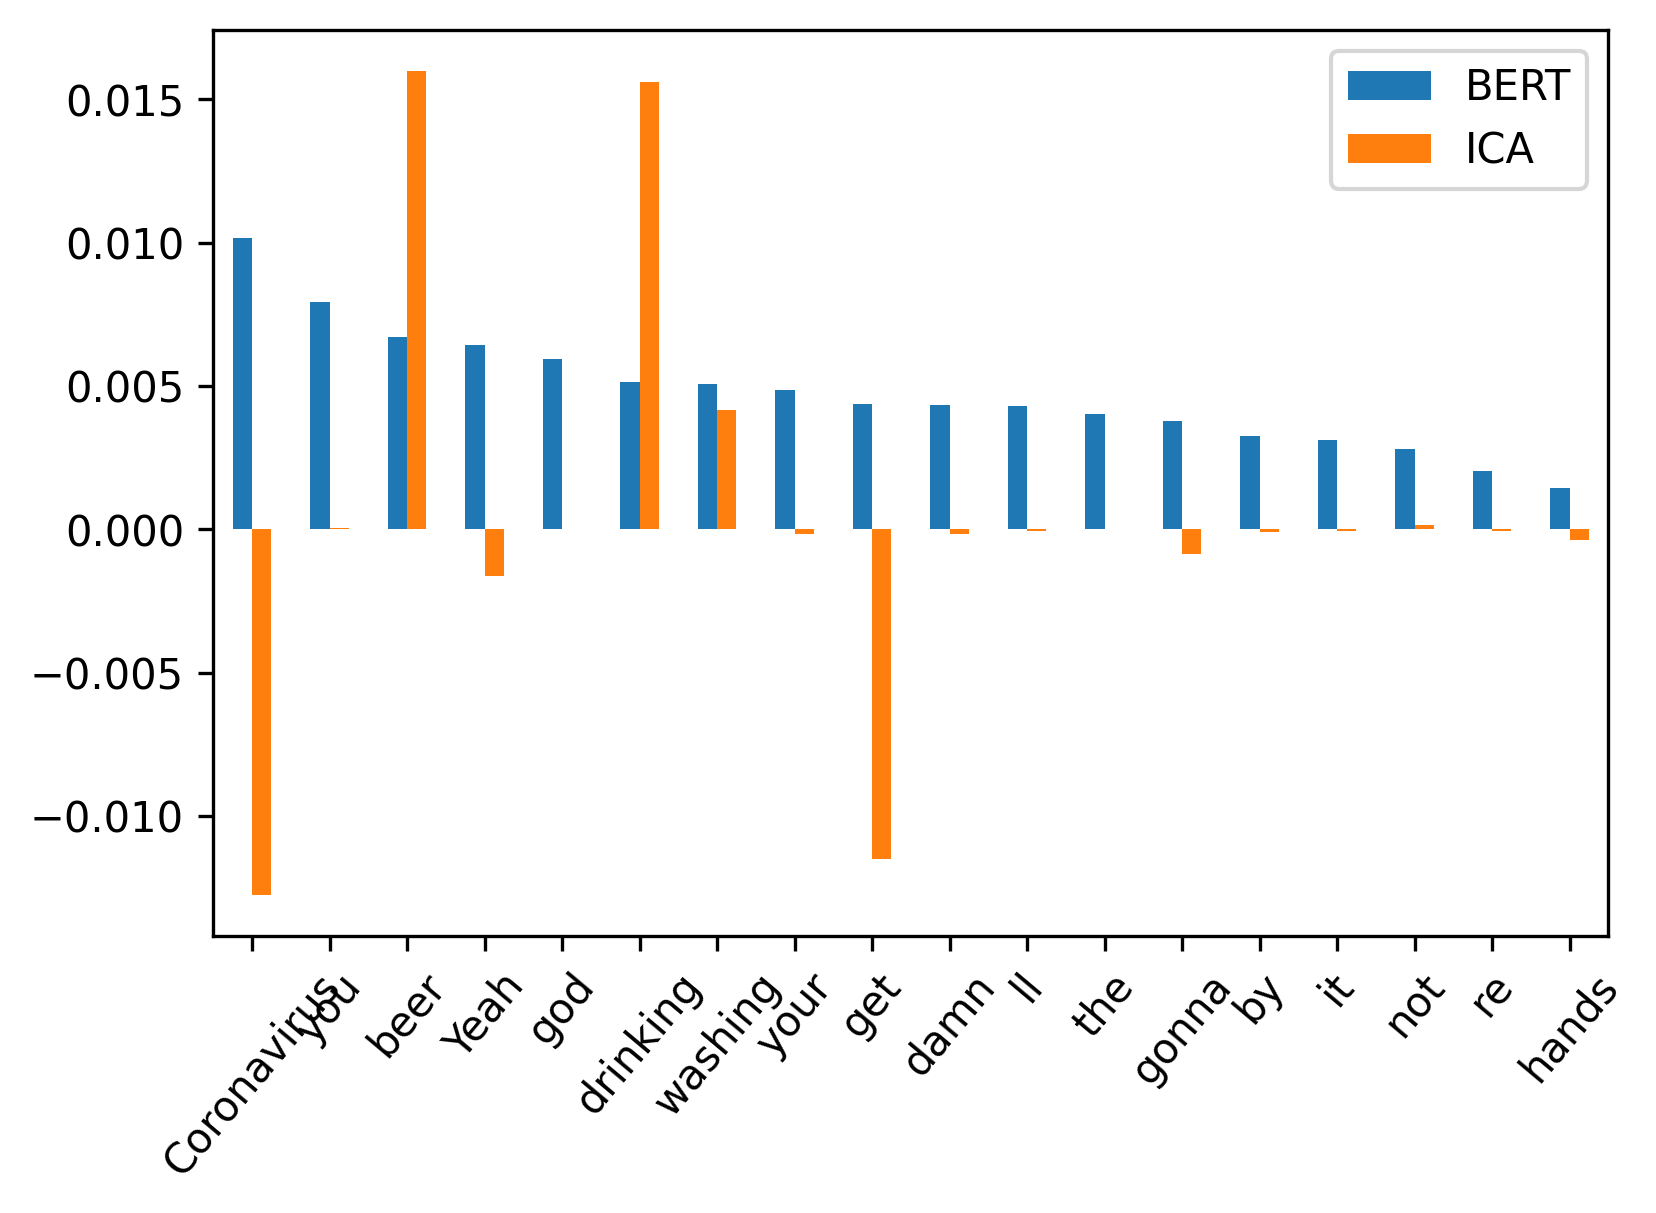 BERT
ICA
0.015
0.010
0.005
0.000
−0.005
−0.010
Coronavirus
you
beer
Yeah
god
drinking
washing
your
get
damn
ll
the
gonna
by
it
not
re
hands